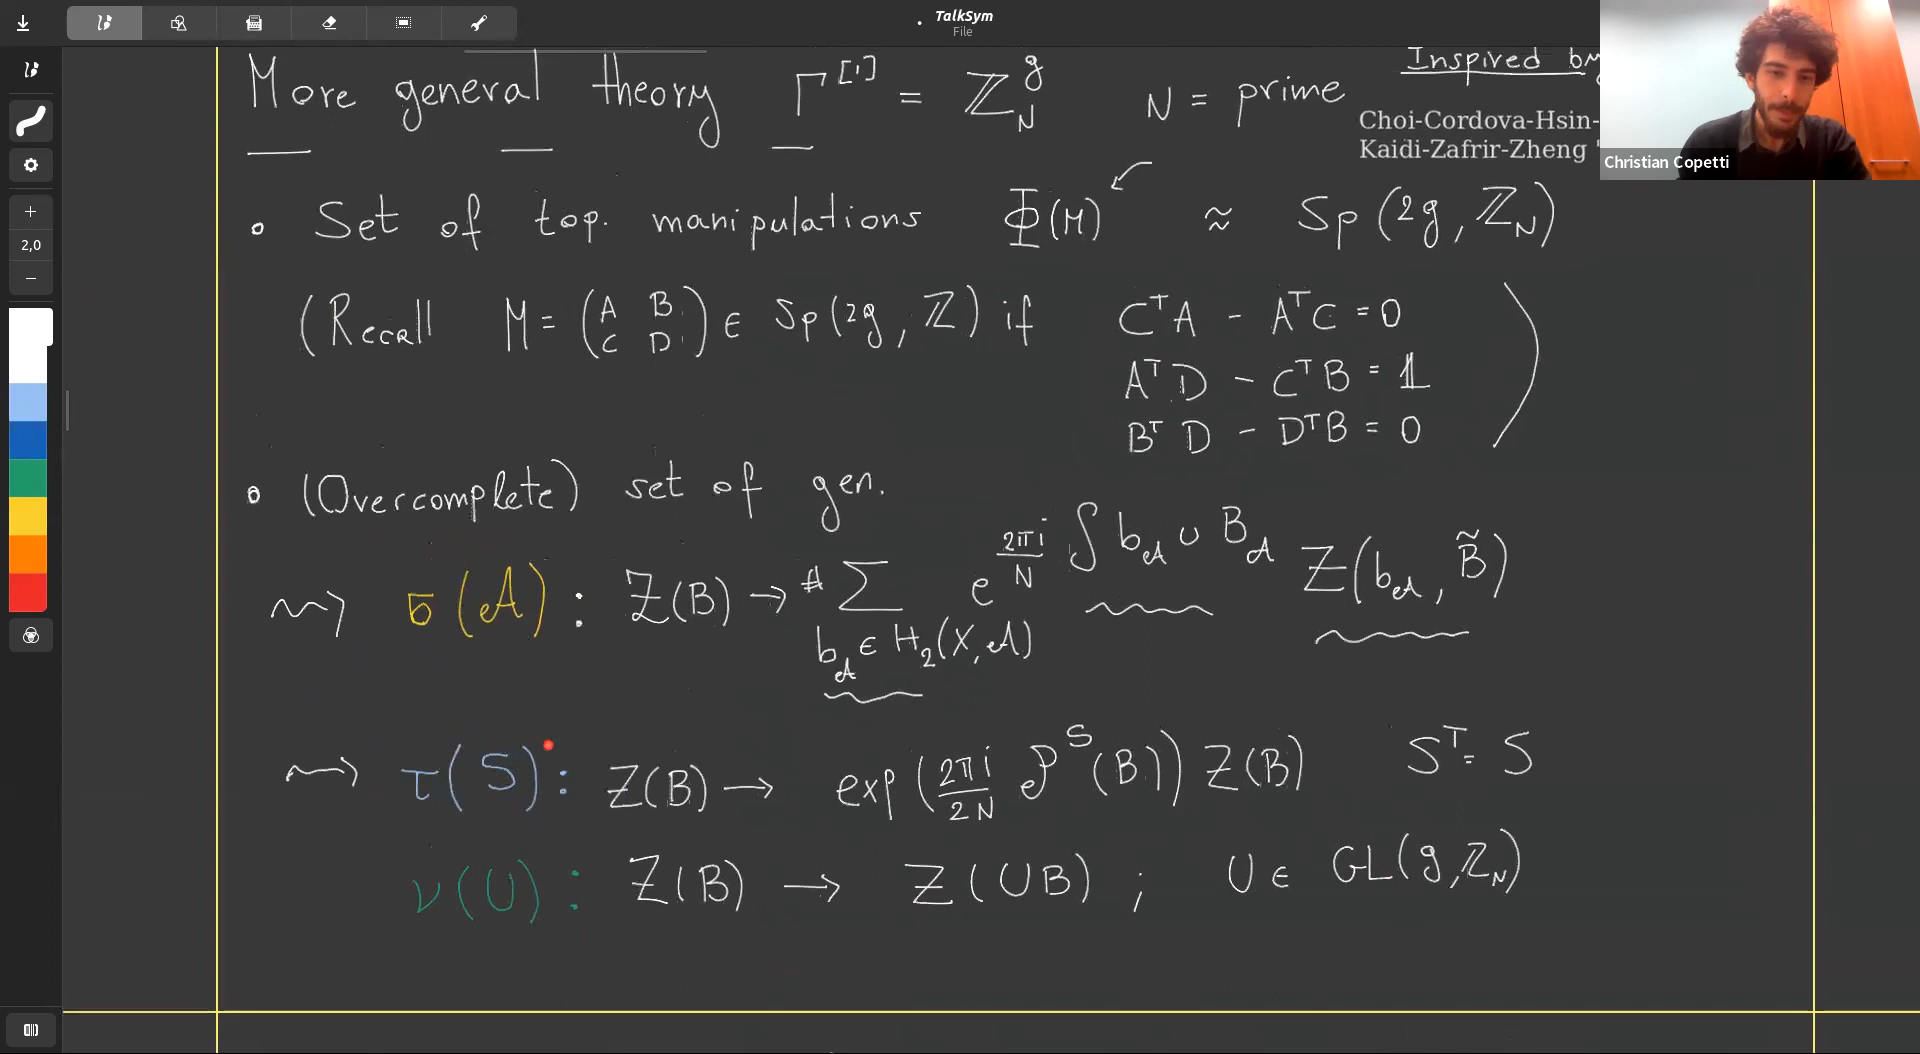 TalkSym
File
More general theory Γ^[1] = ℤ_N^g N = prime
Inspired by
Choi-Cordova-Hsin-
Kaidi-Zafrir-Zheng
Christian Copetti
2,0
• Set of top. manipulations Φ(M) ≈ Sp(2g, ℤ_N)
(Recall M = (A B; C D) ∈ Sp(2g, ℤ) if C^T A - A^T C = 0
A^T D - C^T B = 𝟙
B^T D - D^T B = 0 )
• (Overcomplete) set of gen.
⇝ σ(𝒜) : Z(B) → # Σ_{b_𝒜 ∈ H_2(X, 𝒜)} e^{2πi/N ∫ b_𝒜 ∪ B_𝒜} Z(b_𝒜, B̃)
⇝ τ(S) : Z(B) → exp(2πi/2N 𝒫^S(B)) Z(B) S^T = S
ν(U) : Z(B) → Z(UB) ; U ∈ GL(g, ℤ_N)